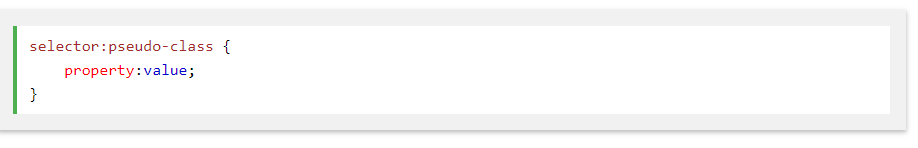 selector:pseudo-class {
    property:value;
}